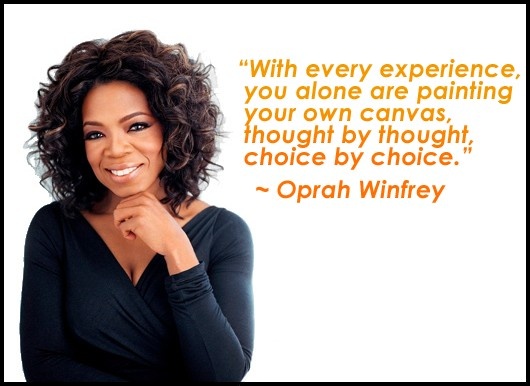 “With every experience,
you alone are painting
your own canvas,
thought by thought,
choice by choice.”
~ Oprah Winfrey